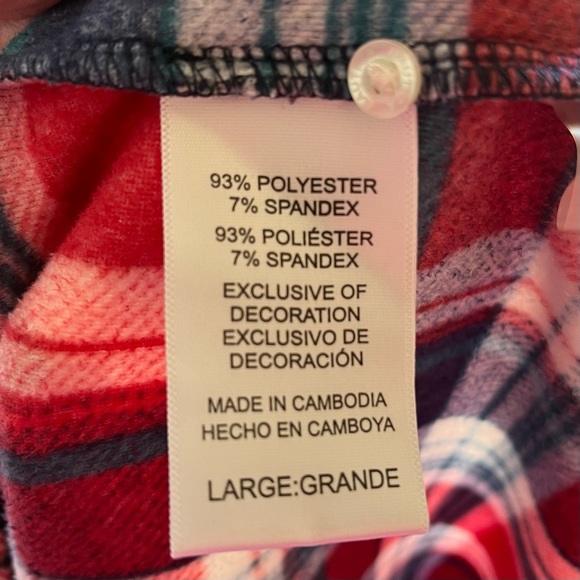 93% POLYESTER
7% SPANDEX
93% POLIÉSTER
7% SPANDEX
EXCLUSIVE OF
DECORATION
EXCLUSIVO DE
DECORACIÓN
MADE IN CAMBODIA
HECHO EN CAMBOYA
LARGE:GRANDE